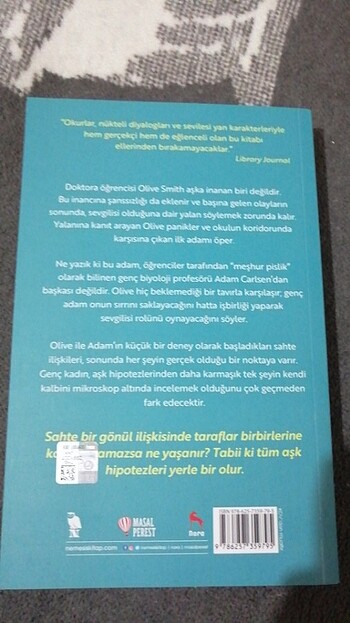 "Okurlar, nükteli diyalogları ve sevilesi yan karakterleriyle
hem gerçekçi hem de eğlenceli olan bu kitabı
ellerinden bırakamayacaklar."
Library Journal
Doktora öğrencisi Olive Smith aşka inanan biri değildir.
Bu inancına şanssızlığı da eklenir ve başına gelen olayların
sonunda, sevgilisi olduğuna dair yalan söylemek zorunda kalır.
Yalanına kanıt arayan Olive panikler ve okulun koridorunda
karşısına çıkan ilk adamı öper.
Ne yazık ki bu adam, öğrenciler tarafından "meşhur pislik"
olarak bilinen genç biyoloji profesörü Adam Carlsen'dan
başkası değildir. Olive hiç beklemediği bir tavırla karşılaşır; genç
adam onun sırrını saklayacağını hatta işbirliği yaparak
sevgilisi rolünü oynayacağını söyler.
Olive ile Adam'ın küçük bir deney olarak başladıkları sahte
ilişkileri, sonunda her şeyin gerçek olduğu bir noktaya varır.
Genç kadın, aşk hipotezlerinden daha karmaşık tek şeyin kendi
kalbini mikroskop altında incelemek olduğunu çok geçmeden
fark edecektir.
Sahte bir gönül ilişkisinde taraflar birbirlerine
ne yaşanır? Tabii ki tüm aşk
hipotezleri yerle bir olur.
MASAL
PEREST
Nora
nemesiskitap.com
9 786257 359795